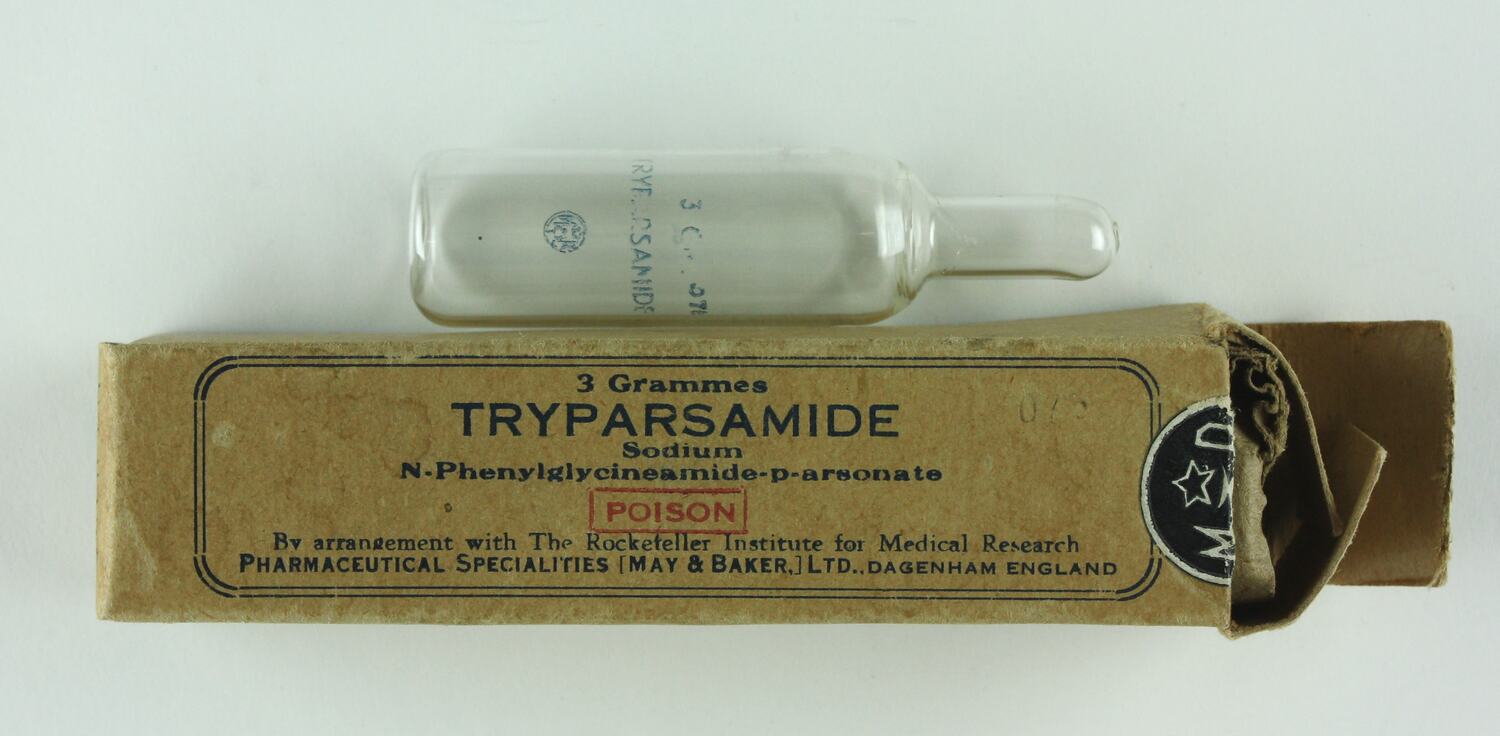 3 Grammes
TRYPARSAMIDE
Sodium
N-Phenylglycineamide-p-arsonate
POISON
By arrangement with The Rockefeller Institute for Medical Research
PHARMACEUTICAL SPECIALITIES [MAY & BAKER,] LTD., DAGENHAM ENGLAND
M
3